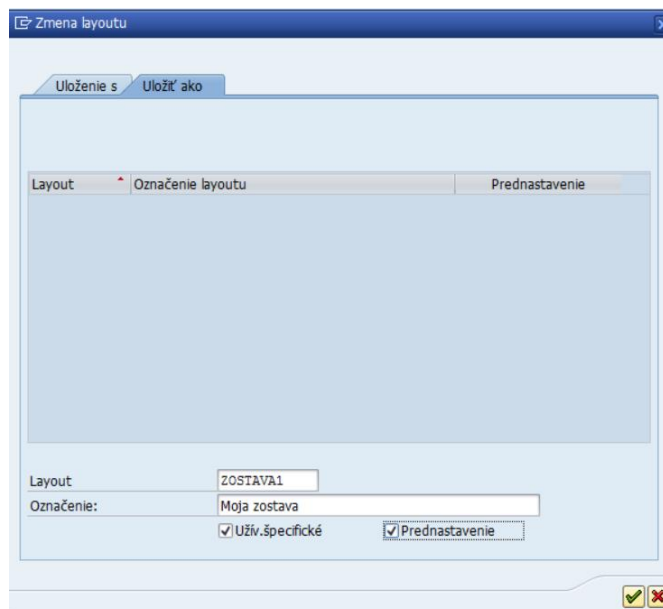 Zmena layoutu
Uloženie s Uložiť ako
Layout Označenie layoutu Prednastavenie
Layout ZOSTAVA1
Označenie: Moja zostava
Užív.špecifické Prednastavenie